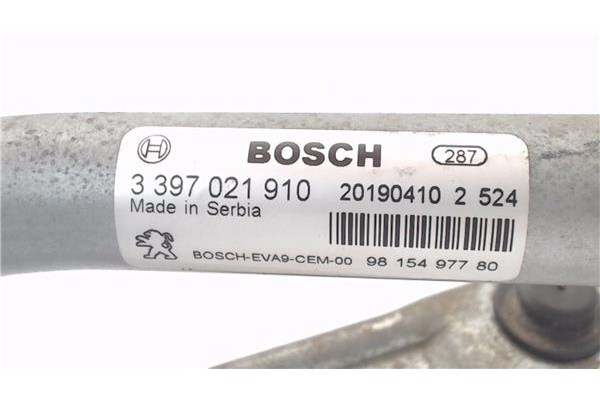 BOSCH 287
3 397 021 910 20190410 2 524
Made in Serbia
BOSCH-EVA9-CEM-00 98 154 977 80